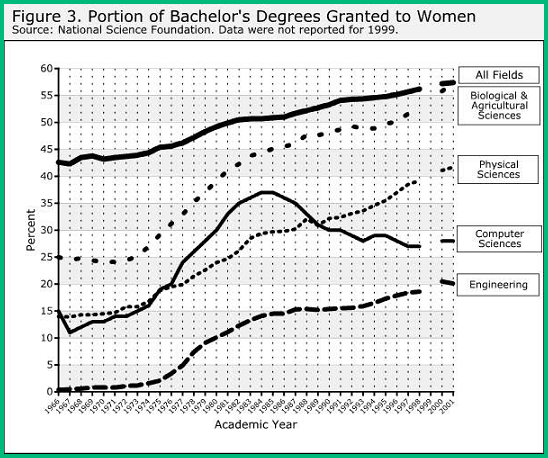 Figure 3. Portion of Bachelor's Degrees Granted to Women
Source: National Science Foundation. Data were not reported for 1999.
60
55
50
45
40
35
30
25
20
15
10
5
0
Percent
All Fields
Biological &
Agricultural
Sciences
Physical
Sciences
Computer
Sciences
Engineering
1966 1967 1968 1969 1970 1971 1972 1973 1974 1975 1976 1977 1978 1979 1980 1981 1982 1983 1984 1985 1986 1987 1988 1989 1990 1991 1992 1993 1994 1995 1996 1997 1998 1999 2000 2001
Academic Year